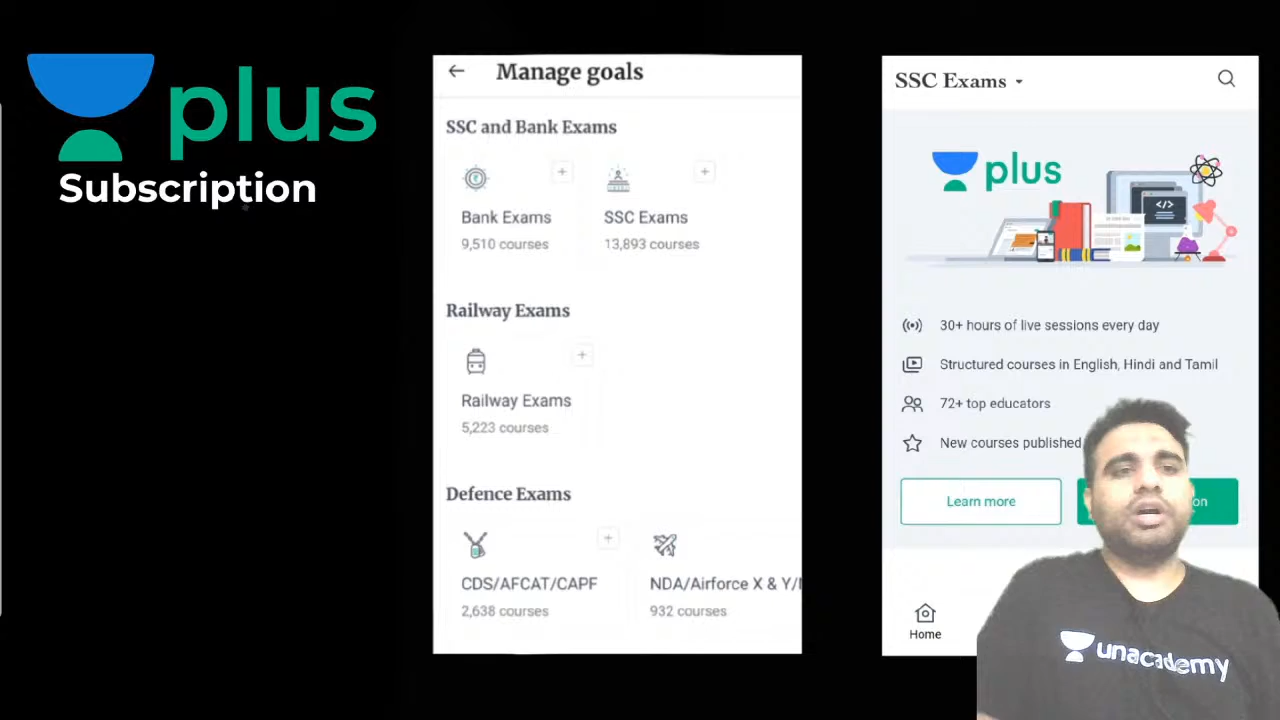 plus
Subscription
Manage goals
SSC and Bank Exams
Bank Exams
9,510 courses
SSC Exams
13,893 courses
Railway Exams
Railway Exams
5,223 courses
Defence Exams
CDS/AFCAT/CAPF
2,638 courses
NDA/Airforce X & Y/
932 courses
SSC Exams
plus
30+ hours of live sessions every day
Structured courses in English, Hindi and Tamil
72+ top educators
New courses published
Learn more
on
Home
unacademy